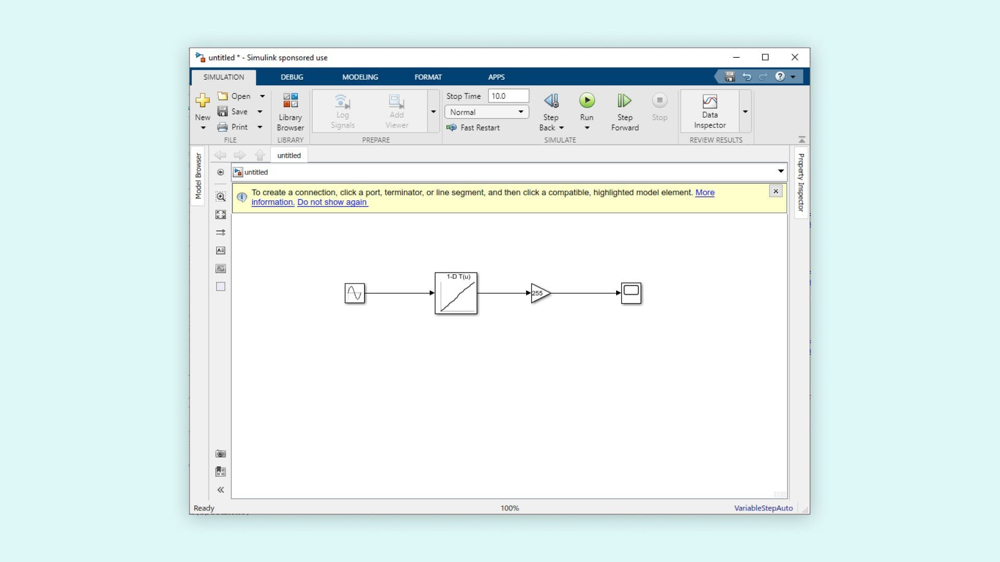 untitled * - Simulink sponsored use
SIMULATION DEBUG MODELING FORMAT APPS
New
Open
Save
Print
FILE
Library
Browser
LIBRARY
Log
Signals
Add
Viewer
PREPARE
Stop Time 10.0
Normal
Fast Restart
Step
Back
Run
Step
Forward
Stop
SIMULATE
Data
Inspector
REVIEW RESULTS
Model Browser
untitled
untitled
Property Inspector
To create a connection, click a port, terminator, or line segment, and then click a compatible, highlighted model element. More
information. Do not show again
1-D T(u)
255
Ready 100% VariableStepAuto